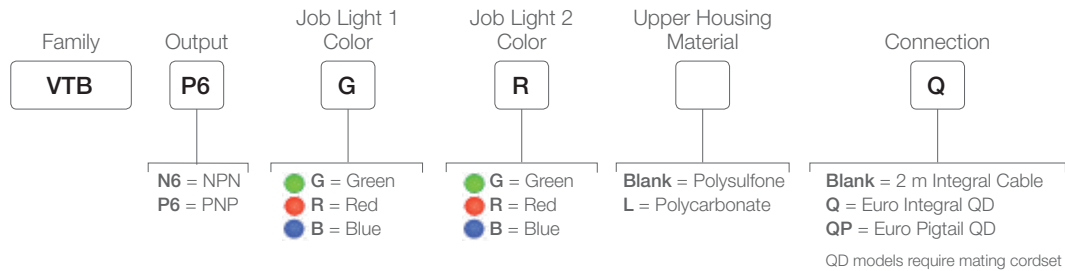 Family
Output
Job Light 1
Color
Job Light 2
Color
Upper Housing
Material
Connection
VTB
P6
G
R
Q
N6 = NPN
P6 = PNP
G = Green
R = Red
B = Blue
G = Green
R = Red
B = Blue
Blank = Polysulfone
L = Polycarbonate
Blank = 2 m Integral Cable
Q = Euro Integral QD
QP = Euro Pigtail QD
QD models require mating cordset